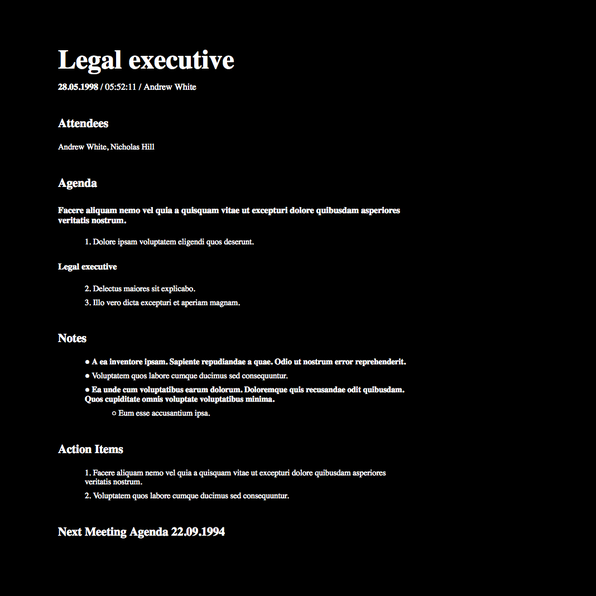 Legal executive
28.05.1998 / 05:52:11 / Andrew White
Attendees
Andrew White, Nicholas Hill
Agenda
Facere aliquam nemo vel quia a quisquam vitae ut excepturi dolore quibusdam asperiores
veritatis nostrum.
1. Dolore ipsam voluptatem eligendi quos deserunt.
Legal executive
2. Delectus maiores sit explicabo.
3. Illo vero dicta excepturi et aperiam magnam.
Notes
● A ea inventore ipsam. Sapiente repudiandae a quae. Odio ut nostrum error reprehenderit.
● Voluptatem quos labore cumque ducimus sed consequuntur.
● Ea unde cum voluptatibus earum dolorum. Doloremque quis recusandae odit quibusdam.
Quos cupiditate omnis voluptate voluptatibus minima.
○ Eum esse accusantium ipsa.
Action Items
1. Facere aliquam nemo vel quia a quisquam vitae ut excepturi dolore quibusdam asperiores
veritatis nostrum.
2. Voluptatem quos labore cumque ducimus sed consequuntur.
Next Meeting Agenda 22.09.1994